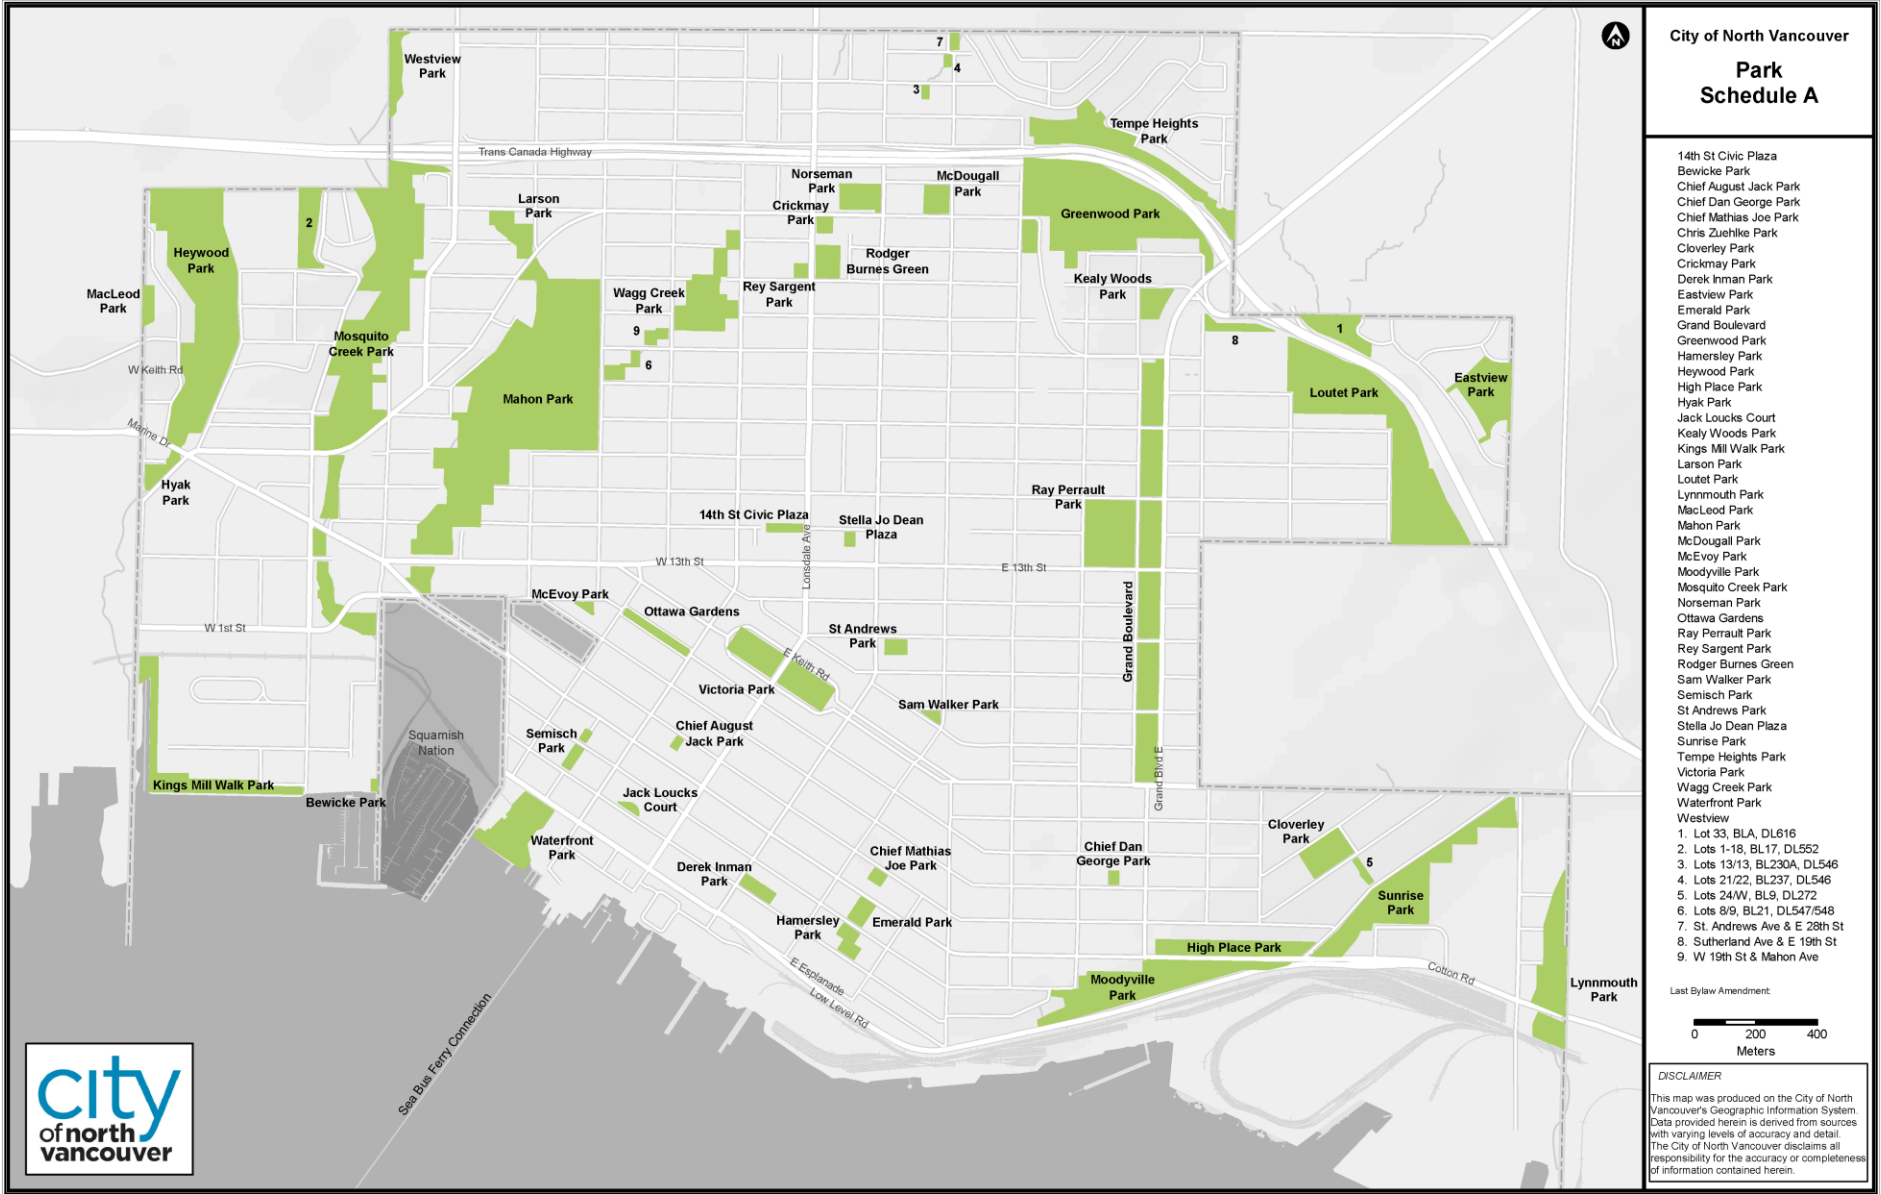 City of North Vancouver
Park
Schedule A
14th St Civic Plaza
Bewicke Park
Chief August Jack Park
Chief Dan George Park
Chief Mathias Joe Park
Chris Zuehlke Park
Cloverley Park
Crickmay Park
Derek Inman Park
Eastview Park
Emerald Park
Grand Boulevard
Greenwood Park
Hamersley Park
Heywood Park
High Place Park
Hyak Park
Jack Loucks Court
Kealy Woods Park
Kings Mill Walk Park
Larson Park
Loutet Park
Lynnmouth Park
MacLeod Park
Mahon Park
McDougall Park
McEvoy Park
Moodyville Park
Mosquito Creek Park
Norseman Park
Ottawa Gardens
Ray Perrault Park
Rey Sargent Park
Rodger Burnes Green
Sam Walker Park
Semisch Park
St Andrews Park
Stella Jo Dean Plaza
Sunrise Park
Tempe Heights Park
Victoria Park
Wagg Creek Park
Waterfront Park
Westview
1. Lot 33, BLA, DL616
2. Lots 1-18, BL17, DL552
3. Lots 13/13, BL230A, DL546
4. Lots 21/22, BL237, DL546
5. Lots 24/W, BL9, DL272
6. Lots 8/9, BL21, DL547/548
7. St. Andrews Ave & E 28th St
8. Sutherland Ave & E 19th St
9. W 19th St & Mahon Ave
Last Bylaw Amendment:
0 200 400
Meters
DISCLAIMER
This map was produced on the City of North
Vancouver's Geographic Information System.
Data provided herein is derived from sources
with varying levels of accuracy and detail.
The City of North Vancouver disclaims all
responsibility for the accuracy or completeness
of information contained herein.
N
7
4
3
Westview
Park
Tempe Heights
Park
Trans Canada Highway
Norseman
Park
McDougall
Park
Larson
Park
Crickmay
Park
Greenwood Park
2
Heywood
Park
Rodger
Burnes Green
MacLeod
Park
Wagg Creek
Park
Rey Sargent
Park
Kealy Woods
Park
9
1
8
Mosquito
Creek Park
6
W Keith Rd
Mahon Park
Loutet Park
Eastview
Park
Marine Dr
Hyak
Park
Ray Perrault
Park
14th St Civic Plaza
Stella Jo Dean
Plaza
Lonsdale Ave
W 13th St
E 13th St
McEvoy Park
Ottawa Gardens
W 1st St
St Andrews
Park
Grand Boulevard
E Keith Rd
Victoria Park
Sam Walker Park
Semisch
Park
Chief August
Jack Park
Squamish
Nation
Grand Blvd E
Kings Mill Walk Park
Bewicke Park
Jack Loucks
Court
Waterfront
Park
Cloverley
Park
Chief Mathias
Joe Park
Chief Dan
George Park
5
Derek Inman
Park
Sunrise
Park
Hamersley
Park
Emerald Park
High Place Park
E Esplanade
Low Level Rd
Moodyville
Park
Cotton Rd
Lynnmouth
Park
Sea Bus Ferry Connection
city
of north
vancouver